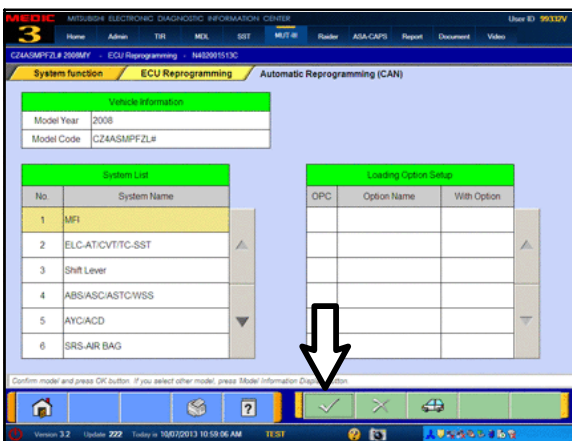 MEDIC MITSUBISHI ELECTRONIC DIAGNOSTIC INFORMATION CENTER User ID 99337V
3 Home Admin TIR MDL SST MUT-III Raider ASA-CAPS Report Document Video
CZ4ASMPFZL# 2008MY - ECU Reprogramming - N402001513C
System function ECU Reprogramming Automatic Reprogramming (CAN)
Vehicle Information
Model Year 2008
Model Code CZ4ASMPFZL#
System List
No. System Name
1 MFI
2 ELC-AT/CVT/TC-SST
3 Shift Lever
4 ABS/ASC/ASTC/WSS
5 AYC/ACD
6 SRS-AIR BAG
Loading Option Setup
OPC Option Name With Option
Confirm model and press OK button. If you select other model, press 'Model Information Display' button.
?
Version 3.2 Update 222 Today is 10/07/2013 10:59:06 AM TEST
?